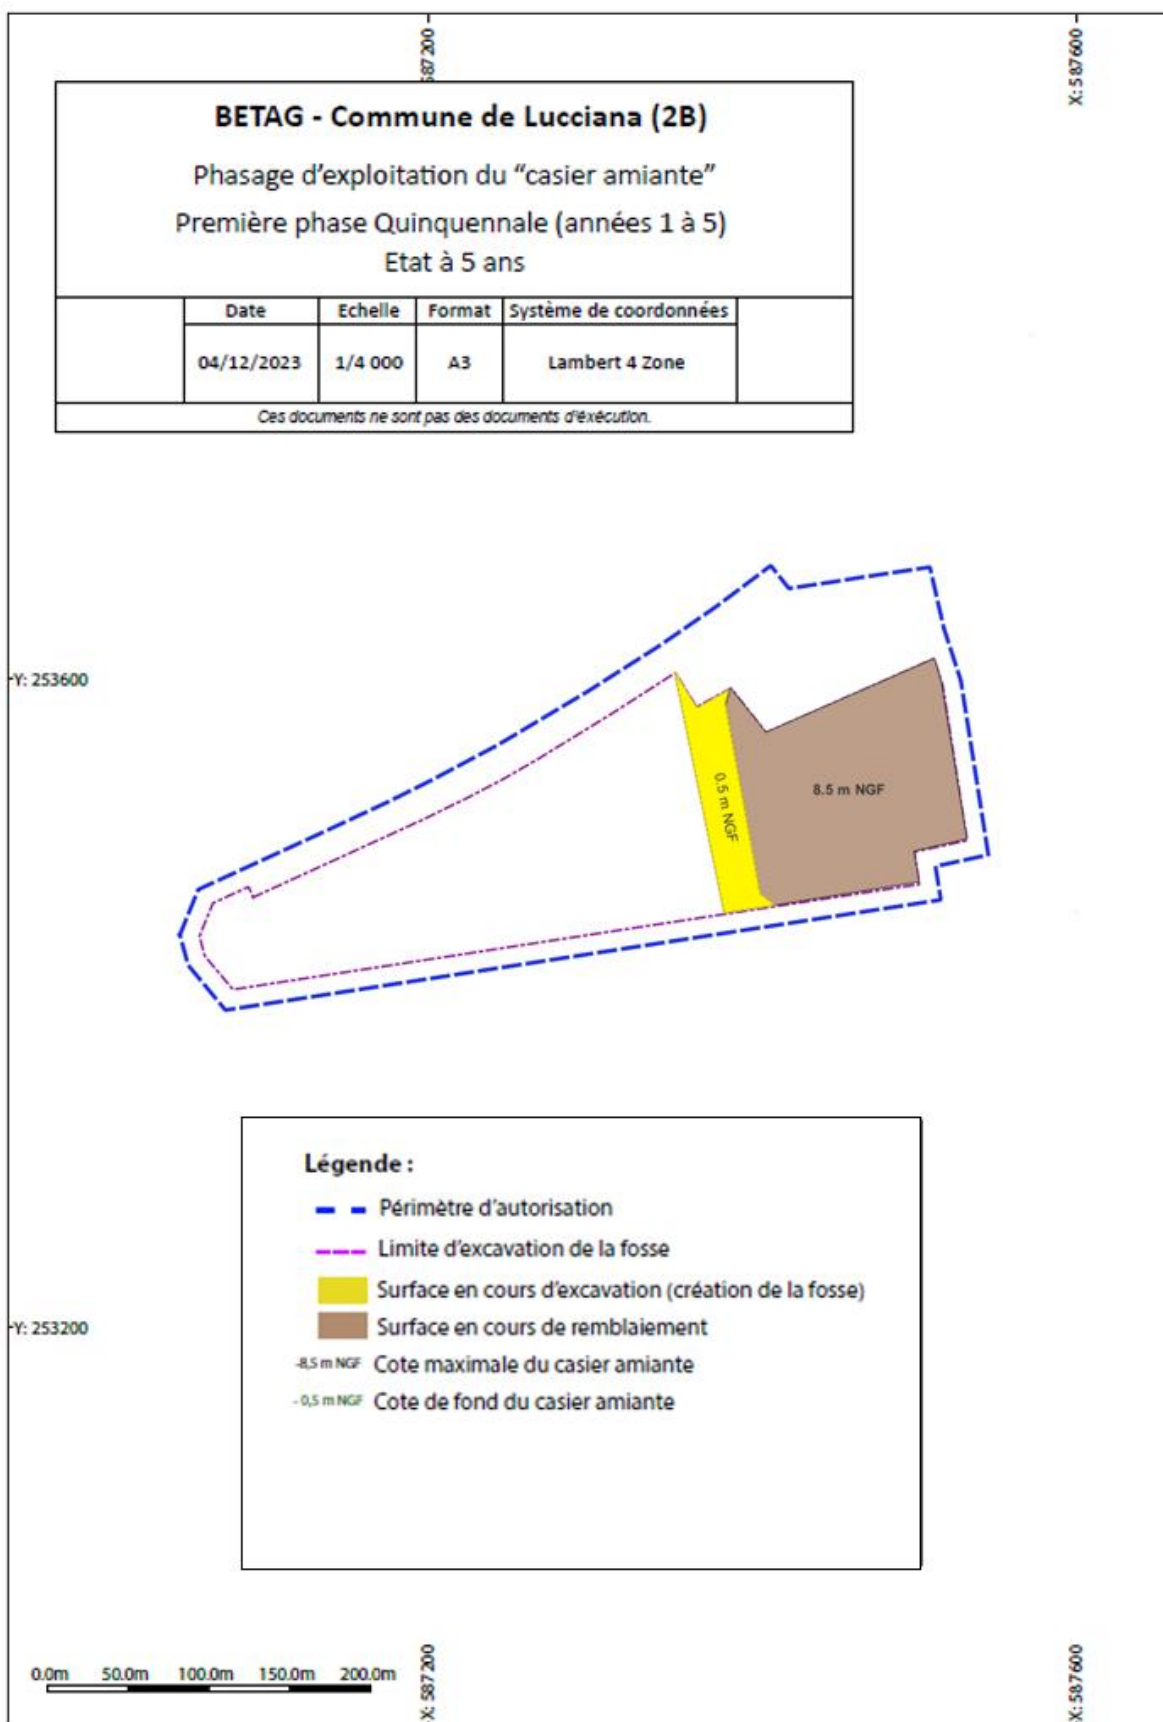 X: 587200
X: 587600
BETAG - Commune de Lucciana (2B)
Phasage d'exploitation du “casier amiante”
Première phase Quinquennale (années 1 à 5)
Etat à 5 ans
Date Echelle Format Système de coordonnées
04/12/2023 1/4 000 A3 Lambert 4 Zone
Ces documents ne sont pas des documents d'éxécution.
Y: 253600
0.5 m NGF
8.5 m NGF
Légende :
Périmètre d'autorisation
Limite d'excavation de la fosse
Surface en cours d'excavation (création de la fosse)
Y: 253200
Surface en cours de remblaiement
-8,5 m NGF Cote maximale du casier amiante
- 0,5 m NGF Cote de fond du casier amiante
0.0m 50.0m 100.0m 150.0m 200.0m
X: 587200
X: 587600